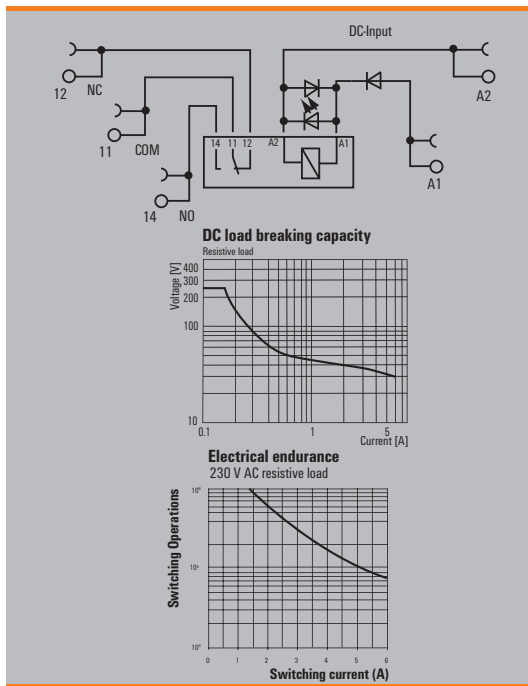 DC-Input
12 NC
A2
11 COM
14 11 12 A2 A1
A1
14 NO
DC load breaking capacity
Resistive load
Voltage [V]
400
300
200
100
10
0.1 1 5
Current [A]
Electrical endurance
230 V AC resistive load
Switching Operations
0 1 2 3 4 5 6
Switching current (A)